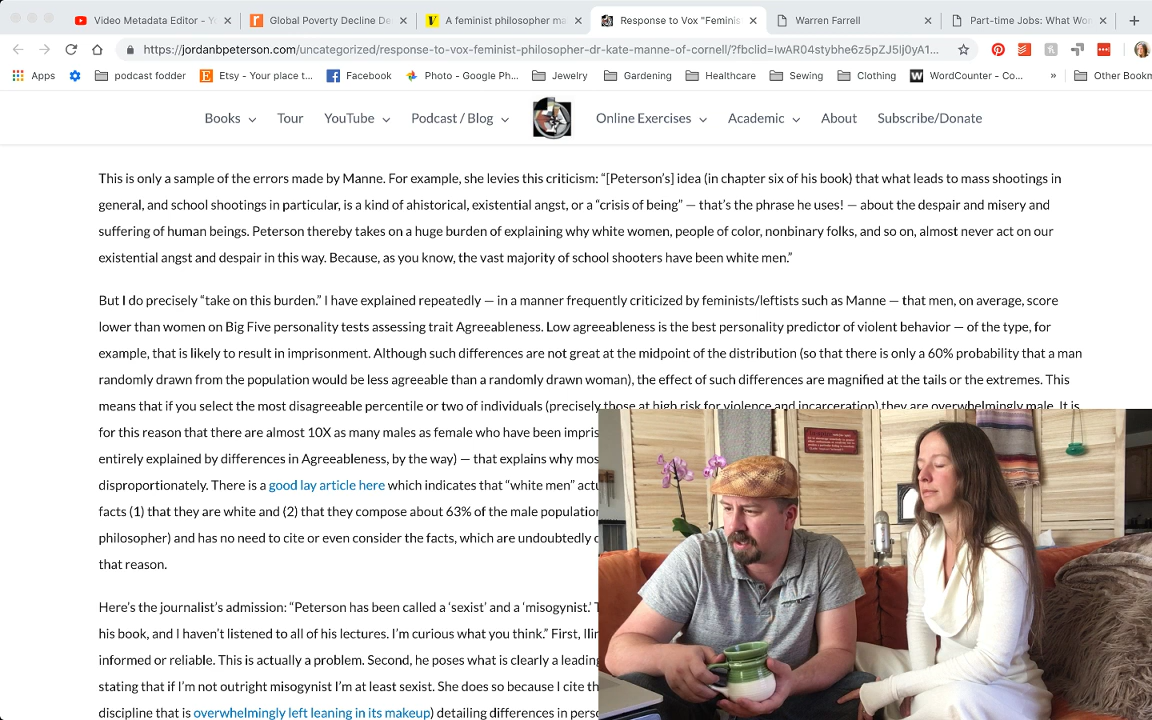 Video Metadata Editor - Y
Global Poverty Decline De
A feminist philosopher ma
Response to Vox "Feminis
Warren Farrell
Part-time Jobs: What Wo
https://jordanbpeterson.com/uncategorized/response-to-vox-feminist-philosopher-dr-kate-manne-of-cornell/?fbclid=IwAR04stybhe6z5pZJ5Ij0yA1...
Apps
podcast fodder
Etsy - Your place t...
Facebook
Photo - Google Ph...
Jewelry
Gardening
Healthcare
Sewing
Clothing
WordCounter - Co...
»
Other Bookm
Books
Tour
YouTube
Podcast / Blog
Online Exercises
Academic
About
Subscribe/Donate
This is only a sample of the errors made by Manne. For example, she levies this criticism: “[Peterson’s] idea (in chapter six of his book) that what leads to mass shootings in
general, and school shootings in particular, is a kind of ahistorical, existential angst, or a “crisis of being” — that’s the phrase he uses! — about the despair and misery and
suffering of human beings. Peterson thereby takes on a huge burden of explaining why white women, people of color, nonbinary folks, and so on, almost never act on our
existential angst and despair in this way. Because, as you know, the vast majority of school shooters have been white men.”
But I do precisely “take on this burden.” I have explained repeatedly — in a manner frequently criticized by feminists/leftists such as Manne — that men, on average, score
lower than women on Big Five personality tests assessing trait Agreeableness. Low agreeableness is the best personality predictor of violent behavior — of the type, for
example, that is likely to result in imprisonment. Although such differences are not great at the midpoint of the distribution (so that there is only a 60% probability that a man
randomly drawn from the population would be less agreeable than a randomly drawn woman), the effect of such differences are magnified at the tails or the extremes. This
means that if you select the most disagreeable percentile or two of individuals (precisely those at high risk for violence and incarceration) they are overwhelmingly male. It is
for this reason that there are almost 10X as many males as female who have been impris
entirely explained by differences in Agreeableness, by the way) — that explains why mos
disproportionately. There is a good lay article here which indicates that “white men” actu
facts (1) that they are white and (2) that they compose about 63% of the male population
philosopher) and has no need to cite or even consider the facts, which are undoubtedly c
that reason.
Here’s the journalist’s admission: “Peterson has been called a ‘sexist’ and a ‘misogynist.’ T
his book, and I haven’t listened to all of his lectures. I’m curious what you think.” First, Illin
informed or reliable. This is actually a problem. Second, he poses what is clearly a leading
stating that if I’m not outright misogynist I’m at least sexist. She does so because I cite th
discipline that is overwhelmingly left leaning in its makeup) detailing differences in perso